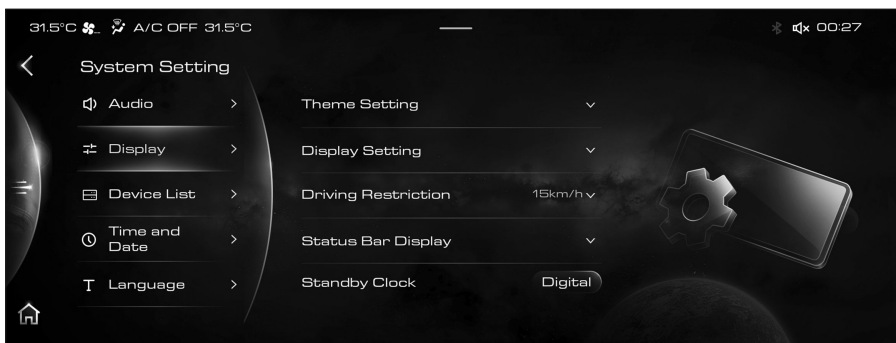 31.5°C A/C OFF 31.5°C 00:27
System Setting
Audio
Display
Device List
Time and
Date
T Language
Theme Setting
Display Setting
Driving Restriction 15km/h
Status Bar Display
Standby Clock Digital